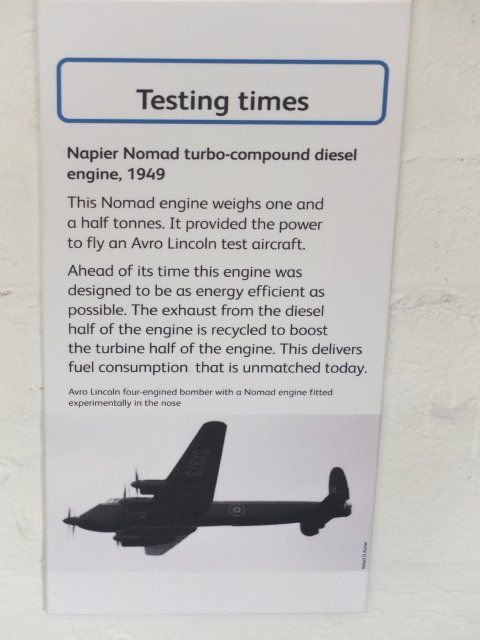 Testing times
Napier Nomad turbo-compound diesel
engine, 1949
This Nomad engine weighs one and
a half tonnes. It provided the power
to fly an Avro Lincoln test aircraft.
Ahead of its time this engine was
designed to be as energy efficient as
possible. The exhaust from the diesel
half of the engine is recycled to boost
the turbine half of the engine. This delivers
fuel consumption that is unmatched today.
Avro Lincoln four-engined bomber with a Nomad engine fitted
experimentally in the nose